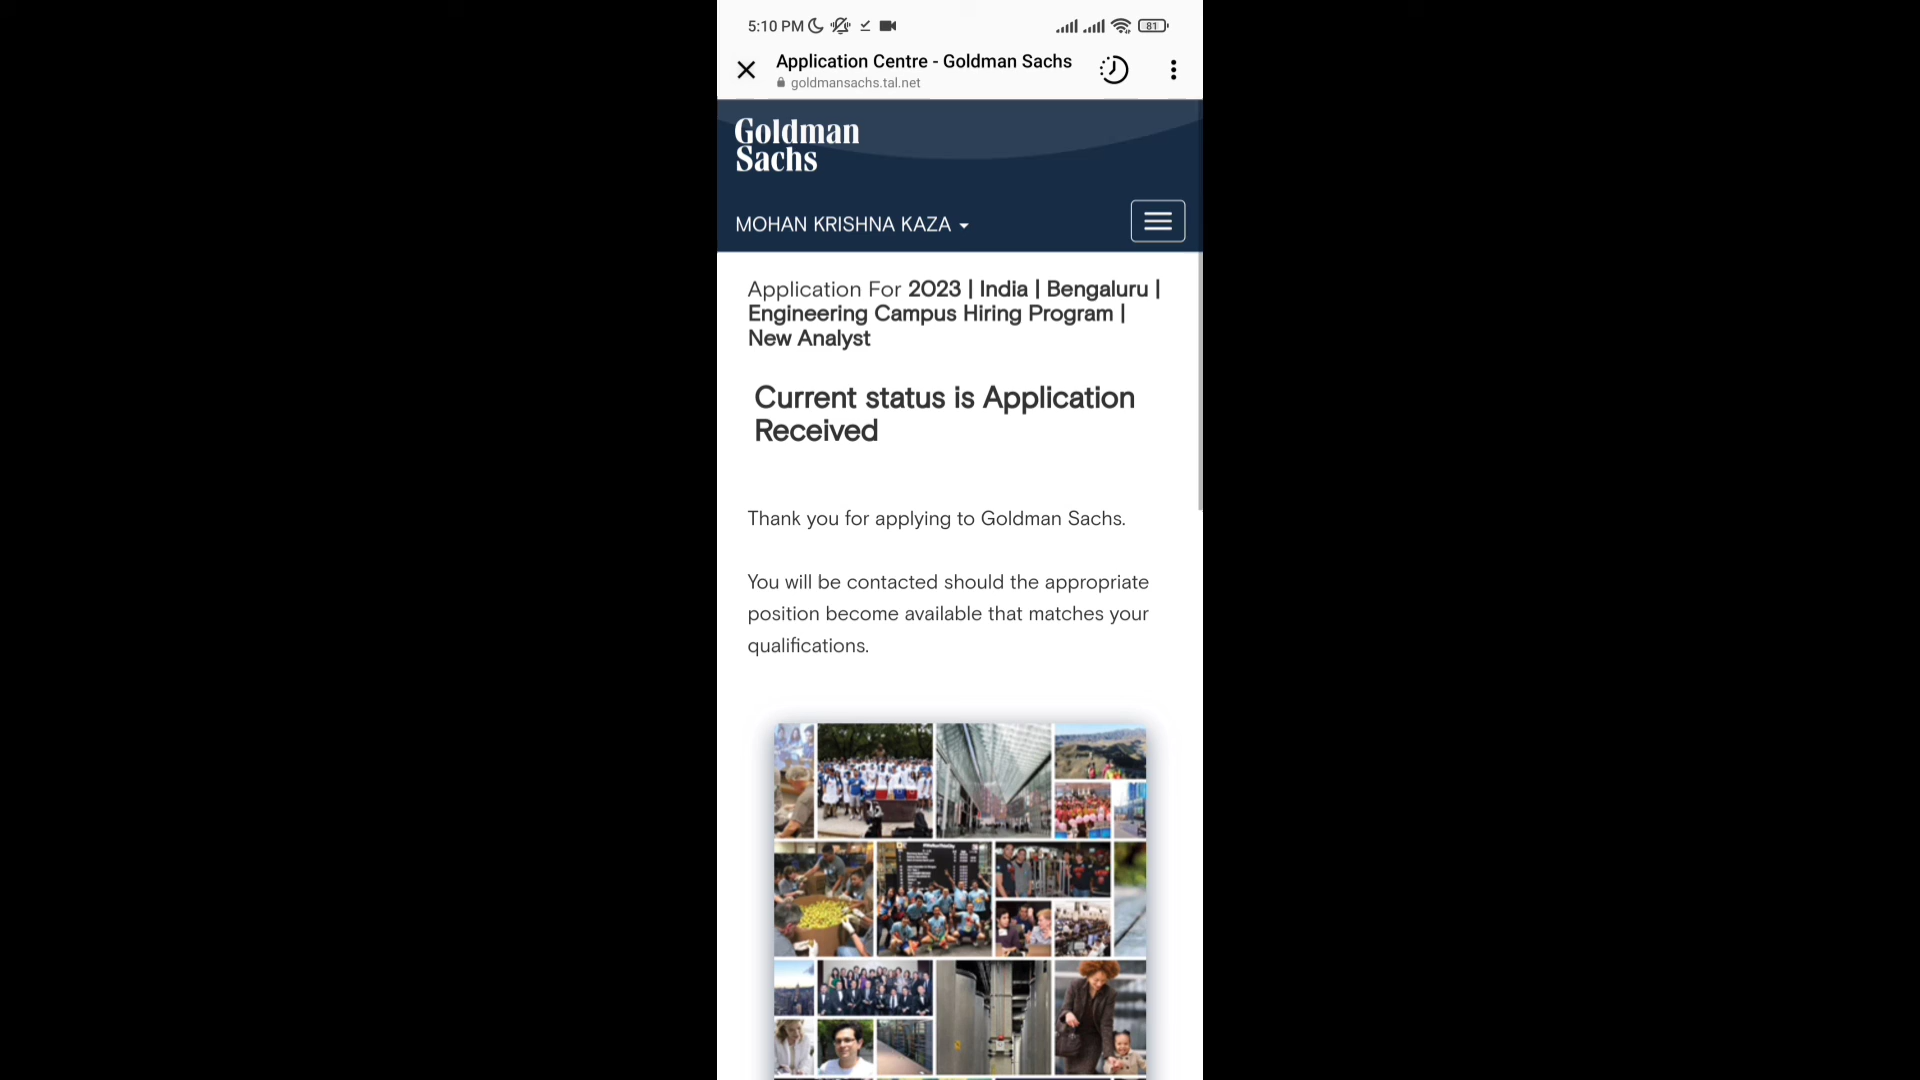 5:10 PM
81
Application Centre - Goldman Sachs
goldmansachs.tal.net
Goldman
Sachs
MOHAN KRISHNA KAZA
Application For 2023 | India | Bengaluru |
Engineering Campus Hiring Program |
New Analyst
Current status is Application
Received
Thank you for applying to Goldman Sachs.
You will be contacted should the appropriate
position become available that matches your
qualifications.